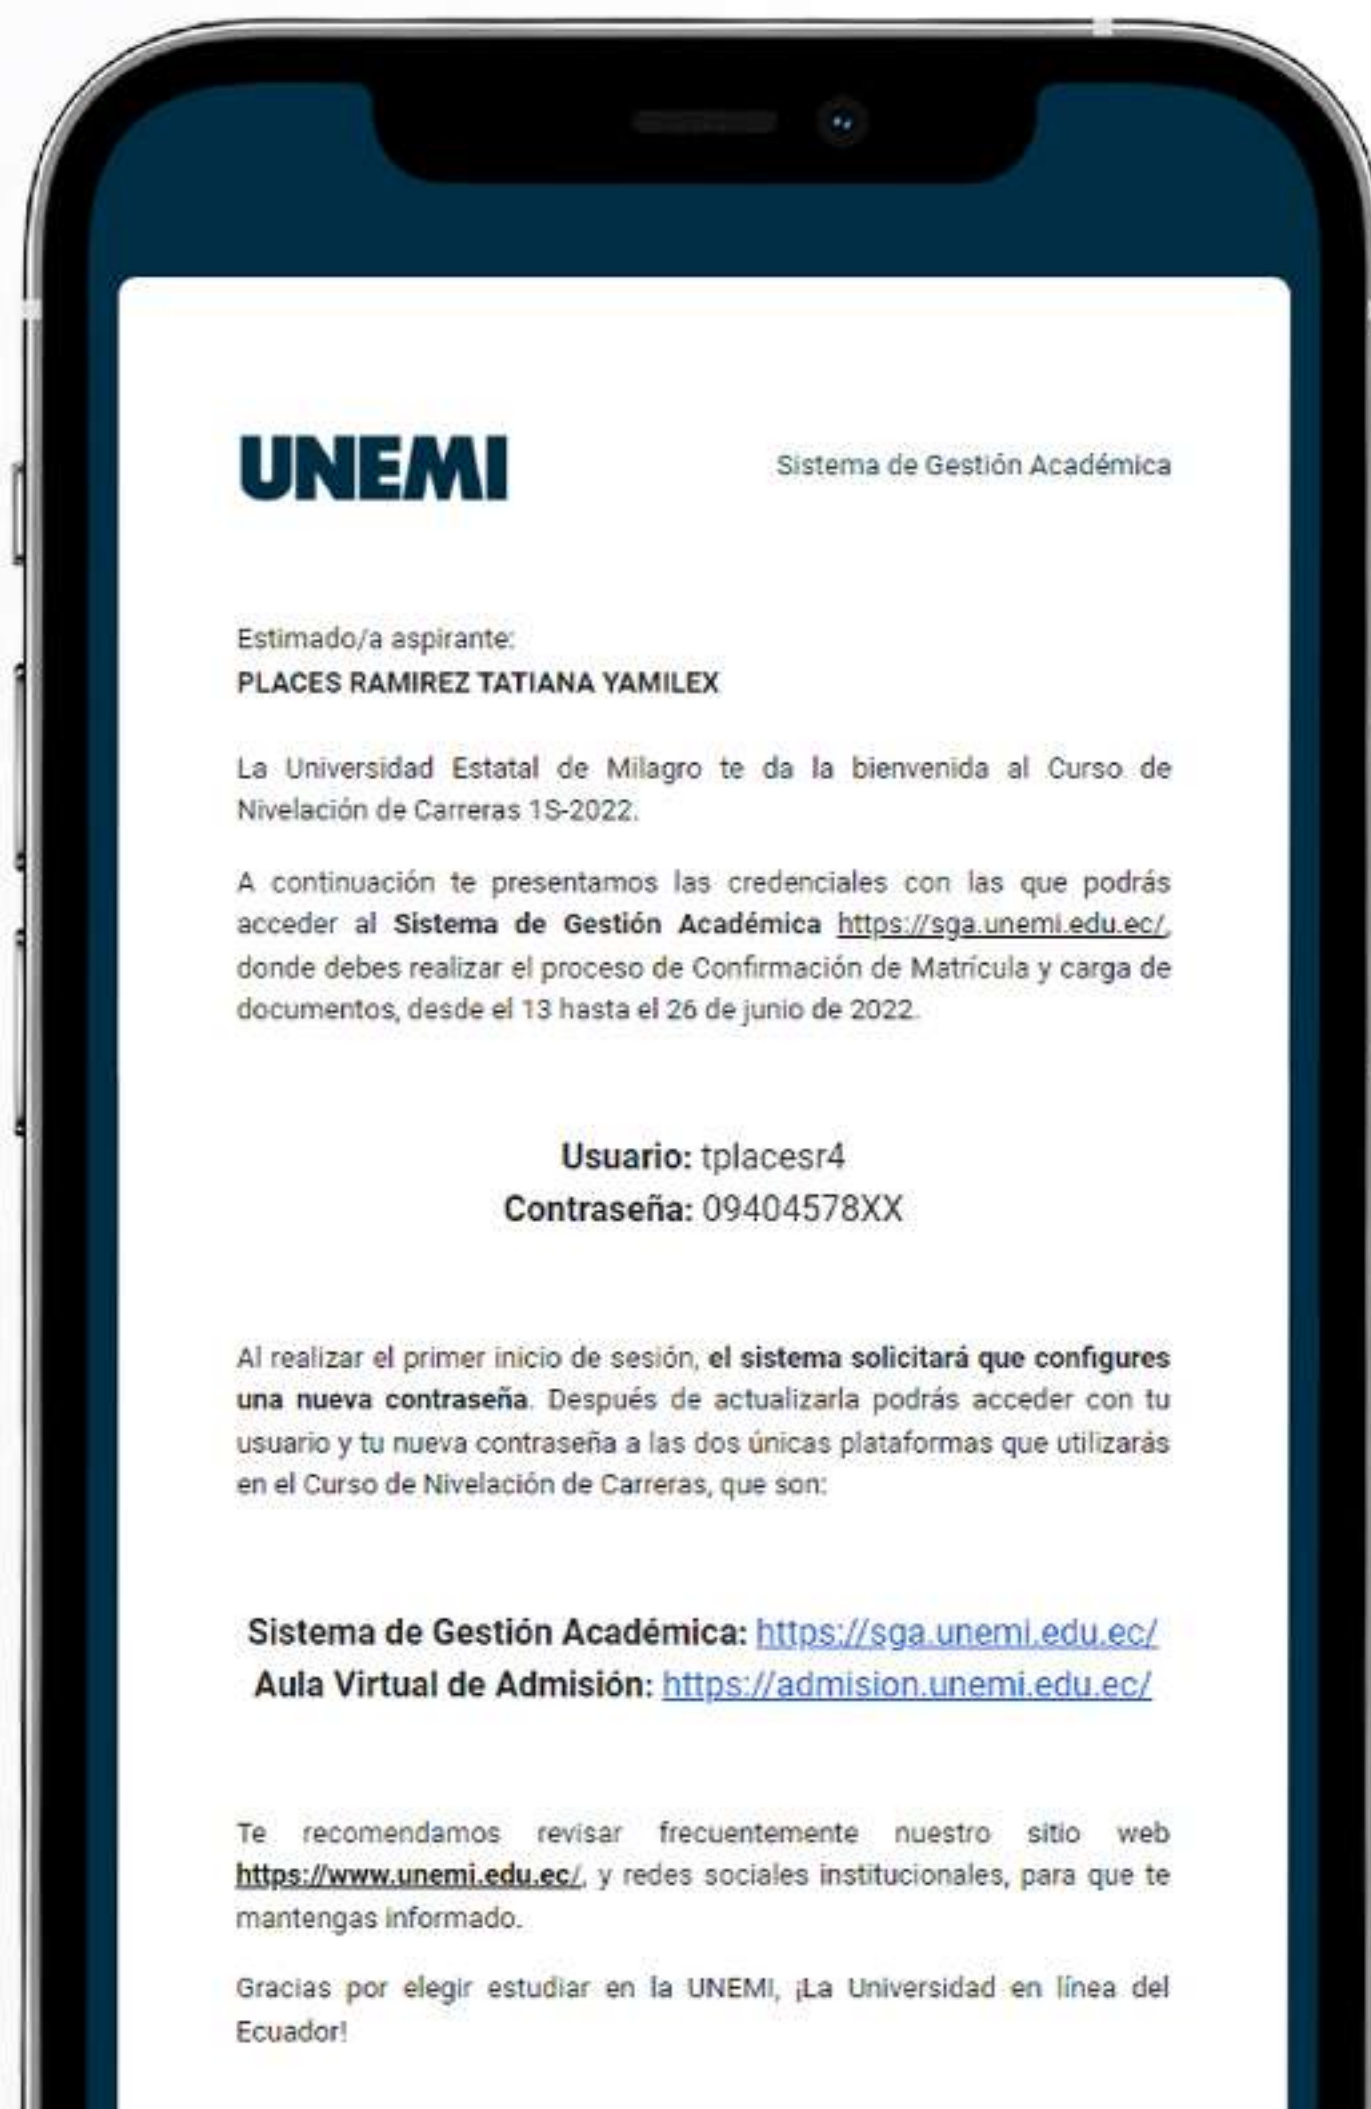 UNEMI
Sistema de Gestión Académica
Estimado/a aspirante:
PLACES RAMIREZ TATIANA YAMILEX
La Universidad Estatal de Milagro te da la bienvenida al Curso de
Nivelación de Carreras 1S-2022.
A continuación te presentamos las credenciales con las que podrás
acceder al Sistema de Gestión Académica https://sga.unemi.edu.ec/,
donde debes realizar el proceso de Confirmación de Matrícula y carga de
documentos, desde el 13 hasta el 26 de junio de 2022.
Usuario: tplacesr4
Contraseña: 09404578XX
Al realizar el primer inicio de sesión, el sistema solicitará que configures
una nueva contraseña. Después de actualizarla podrás acceder con tu
usuario y tu nueva contraseña a las dos únicas plataformas que utilizarás
en el Curso de Nivelación de Carreras, que son:
Sistema de Gestión Académica: https://sga.unemi.edu.ec/
Aula Virtual de Admisión: https://admision.unemi.edu.ec/
Te recomendamos revisar frecuentemente nuestro sitio web
https://www.unemi.edu.ec/, y redes sociales institucionales, para que te
mantengas informado.
Gracias por elegir estudiar en la UNEMI, ¡La Universidad en línea del
Ecuador!